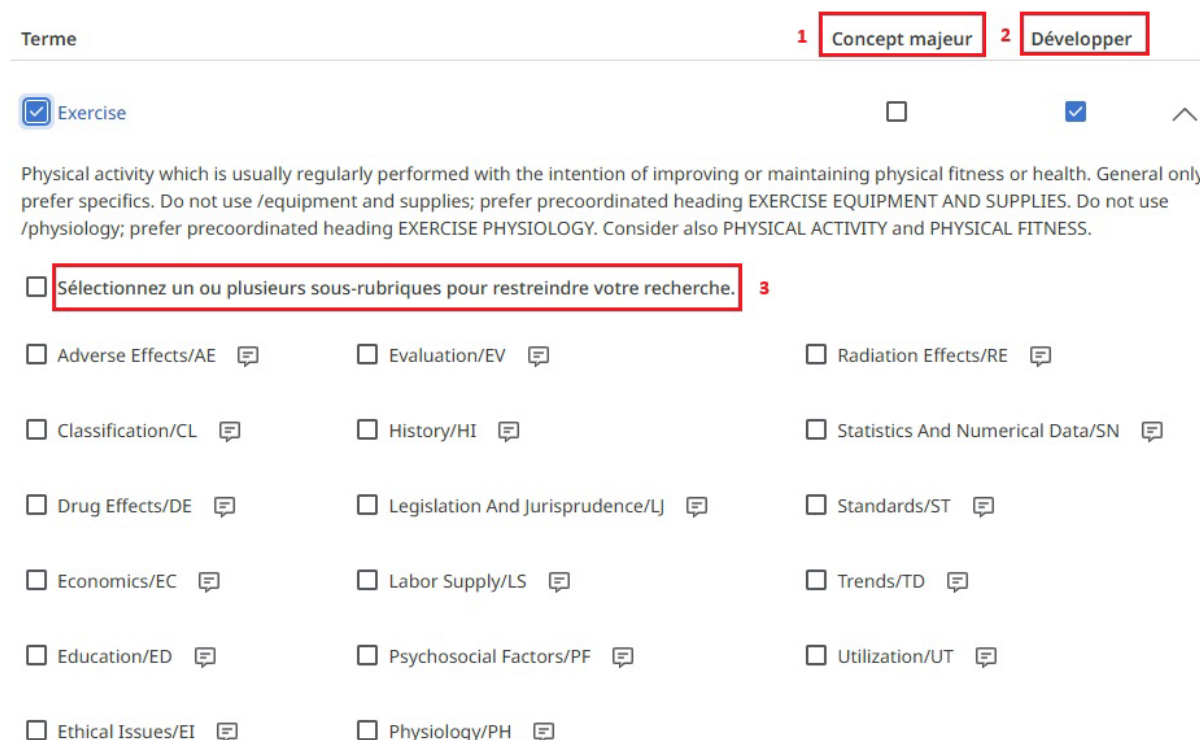 Terme 1 Concept majeur 2 Développer
Exercise
Physical activity which is usually regularly performed with the intention of improving or maintaining physical fitness or health. General only
prefer specifics. Do not use /equipment and supplies; prefer precoordinated heading EXERCISE EQUIPMENT AND SUPPLIES. Do not use
/physiology; prefer precoordinated heading EXERCISE PHYSIOLOGY. Consider also PHYSICAL ACTIVITY and PHYSICAL FITNESS.
Sélectionnez un ou plusieurs sous-rubriques pour restreindre votre recherche. 3
Adverse Effects/AE Evaluation/EV Radiation Effects/RE
Classification/CL History/HI Statistics And Numerical Data/SN
Drug Effects/DE Legislation And Jurisprudence/LJ Standards/ST
Economics/EC Labor Supply/LS Trends/TD
Education/ED Psychosocial Factors/PF Utilization/UT
Ethical Issues/EI Physiology/PH